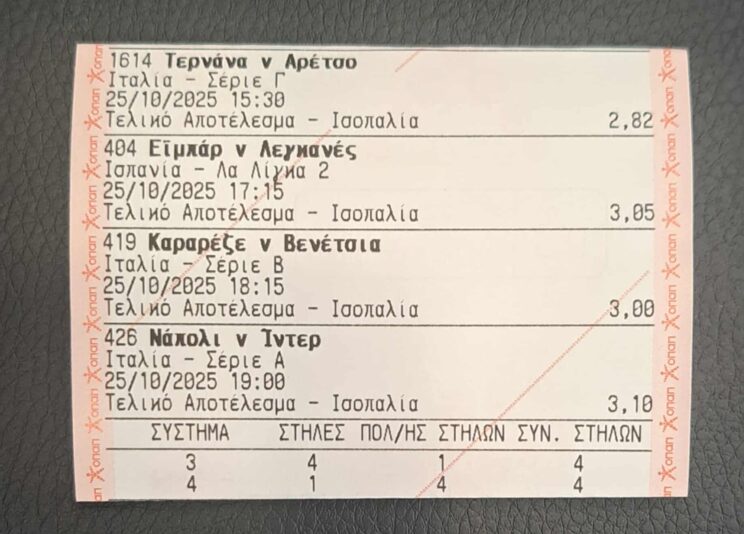 1614 Τερνάνα v Αρέτσο
Ιταλία - Σέριε Γ
25/10/2025 15:30
Τελικό Αποτέλεσμα - Ισοπαλία 2,82
404 Εϊμπάρ v Λεγκανές
Ισπανία - Λα Λίγκα 2
25/10/2025 17:15
Τελικό Αποτέλεσμα - Ισοπαλία 3,05
419 Καραρέζε v Βενέτσια
Ιταλία - Σέριε Β
25/10/2025 18:15
Τελικό Αποτέλεσμα - Ισοπαλία 3,00
426 Νάπολι v Ίντερ
Ιταλία - Σέριε Α
25/10/2025 19:00
Τελικό Αποτέλεσμα - Ισοπαλία 3,10
ΣΥΣΤΗΜΑ ΣΤΗΛΕΣ ΠΟΛ/ΗΣ ΣΤΗΛΩΝ ΣΥΝ. ΣΤΗΛΩΝ
3 4 1 4
4 1 4 4